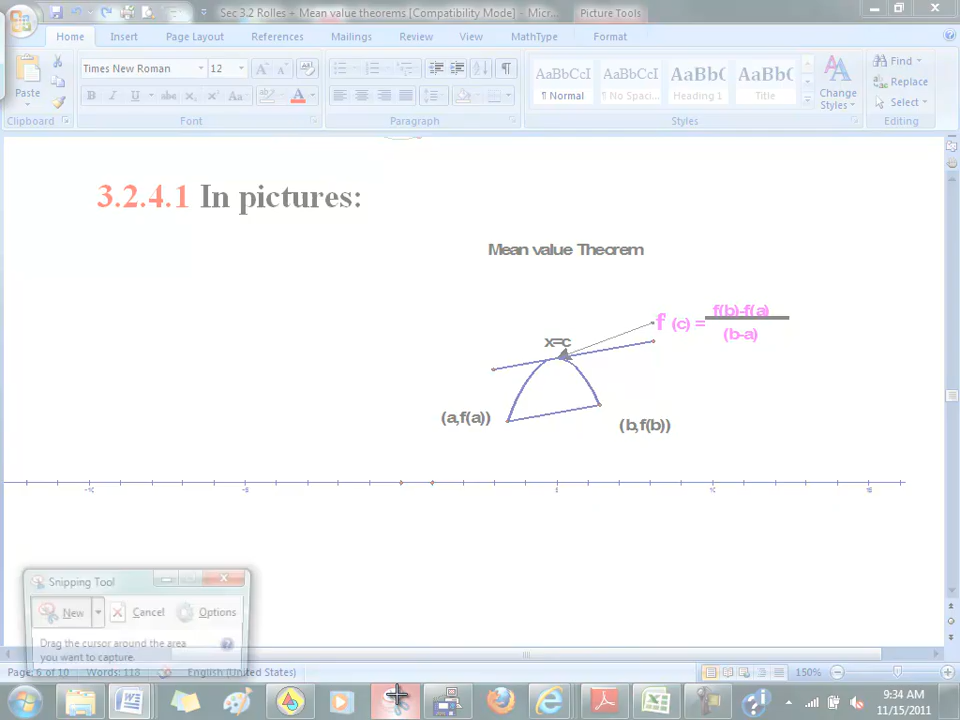 Sec 3.2 Rolles + Mean value theorems [Compatibility Mode] - Micr...
Picture Tools
Home
Insert
Page Layout
References
Mailings
Review
View
MathType
Format
Paste
Times New Roman
12
AaBbCcI
AaBbCcI
AaBbC
AaBbC
¶ Normal
¶ No Spaci...
Heading 1
Title
Change Styles
Find
Replace
Select
Clipboard
Font
Paragraph
Styles
Editing
3.2.4.1 In pictures:
Mean value Theorem
f' (c) = f(b)-f(a)
(b-a)
x=c
(a,f(a))
(b,f(b))
Snipping Tool
New
Cancel
Options
Drag the cursor around the area
you want to capture.
Page: 6 of 10
Words: 118
English (United States)
150%
9:34 AM
11/15/2011